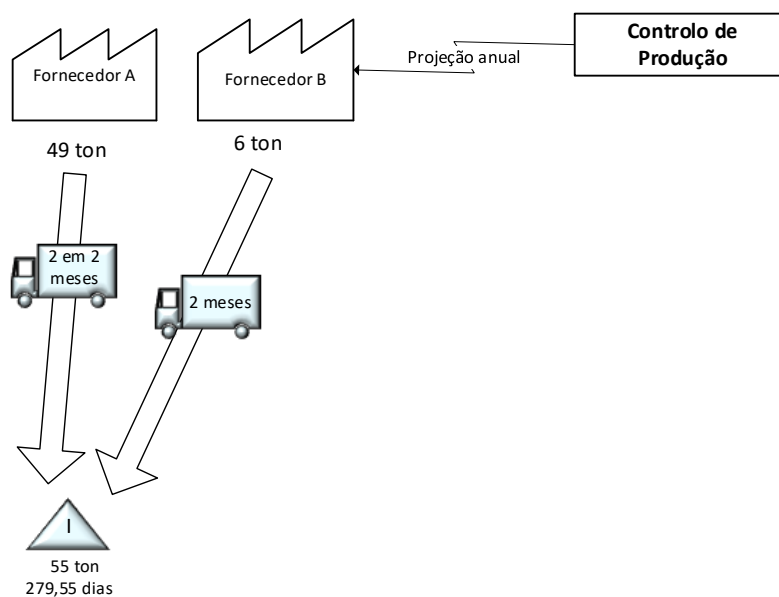 Fornecedor A
Fornecedor B
Projeção anual
Controlo de
Produção
49 ton
6 ton
2 em 2
meses
2 meses
I
55 ton
279,55 dias